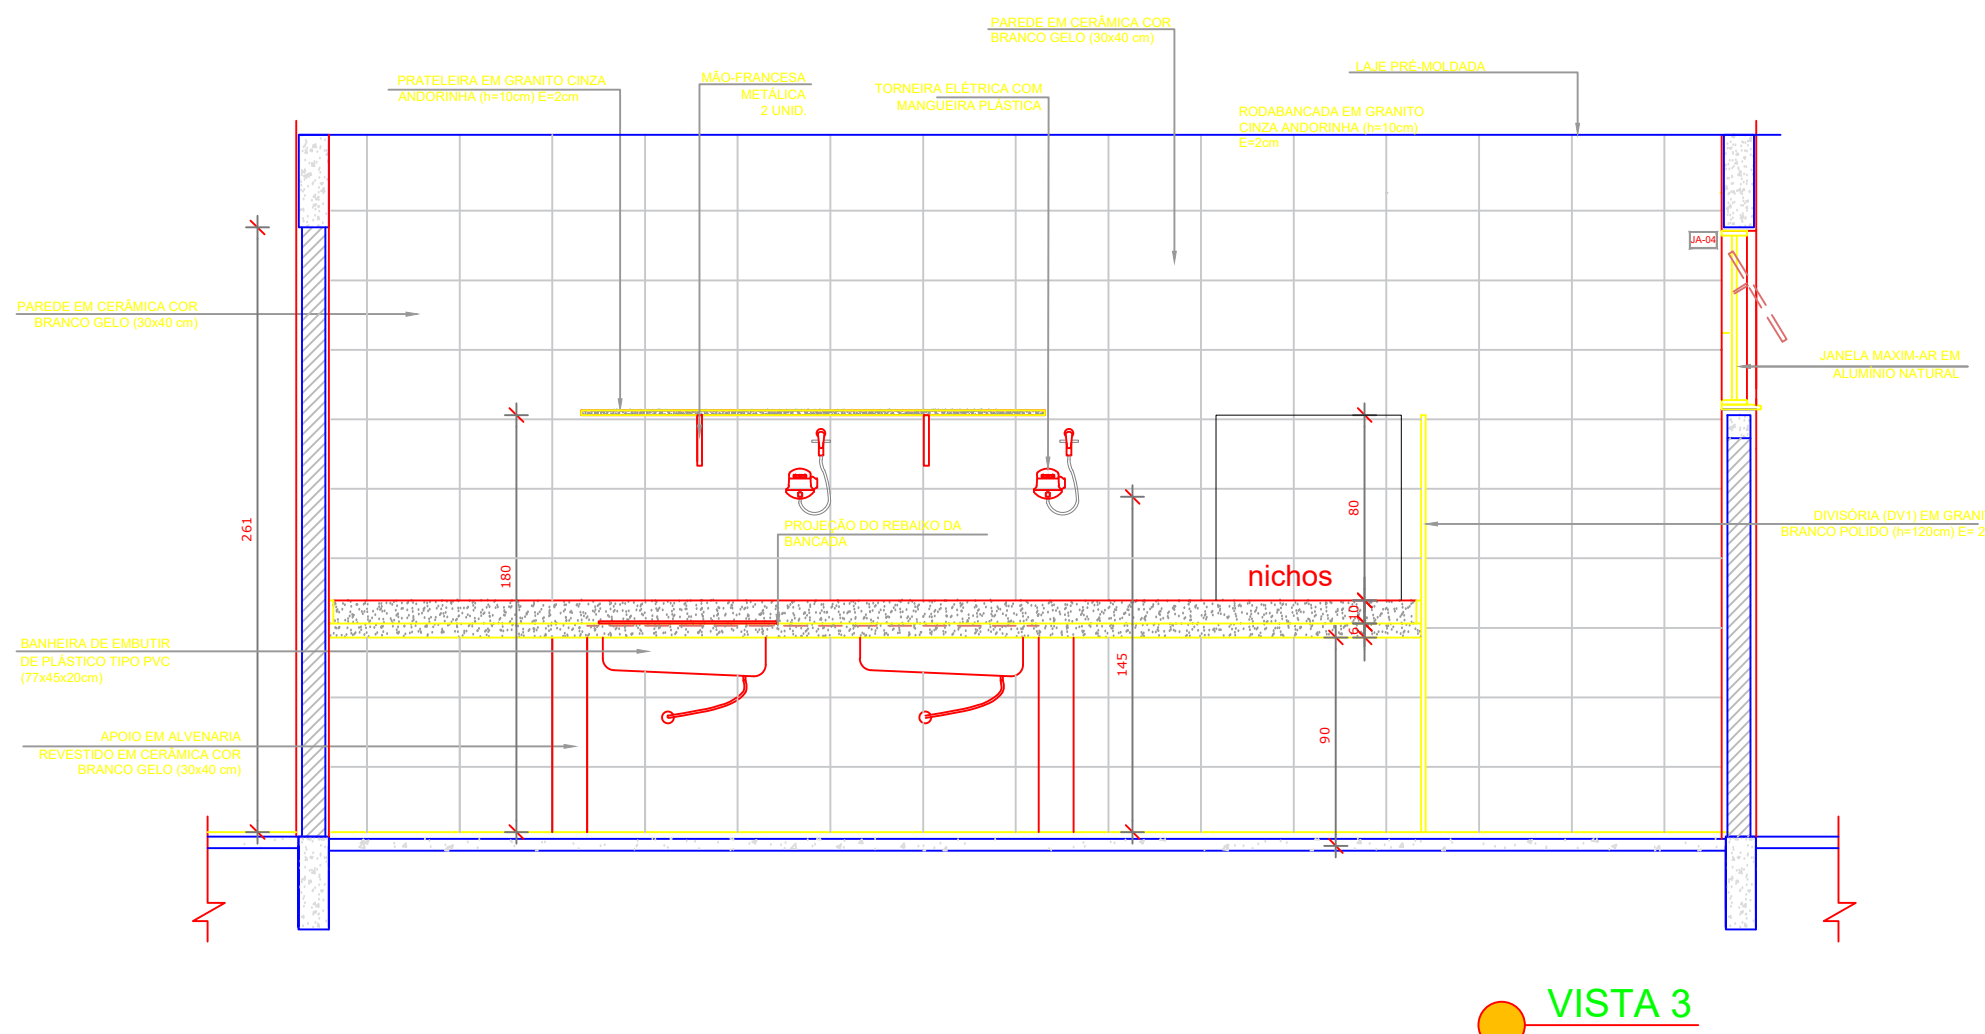 PAREDE EM CERÂMICA COR
BRANCO GELO (30x40 cm)
LAJE PRÉ-MOLDADA
PRATELEIRA EM GRANITO CINZA
ANDORINHA (h=10cm) E=2cm
MÃO-FRANCESA
METÁLICA
2 UNID.
TORNEIRA ELÉTRICA COM
MANGUEIRA PLÁSTICA
RODABANCADA EM GRANITO
CINZA ANDORINHA (h=10cm)
E=2cm
JA-04
PAREDE EM CERÂMICA COR
BRANCO GELO (30x40 cm)
JANELA MAXIM-AR EM
ALUMÍNIO NATURAL
261
180
80
PROJEÇÃO DO REBAIXO DA
BANCADA
DIVISÓRIA (DV1) EM GRANI
BRANCO POLIDO (h=120cm) E= 2
nichos
10
6
145
90
BANHEIRA DE EMBUTIR
DE PLÁSTICO TIPO PVC
(77x45x20cm)
APOIO EM ALVENARIA
REVESTIDO EM CERÂMICA COR
BRANCO GELO (30x40 cm)
VISTA 3